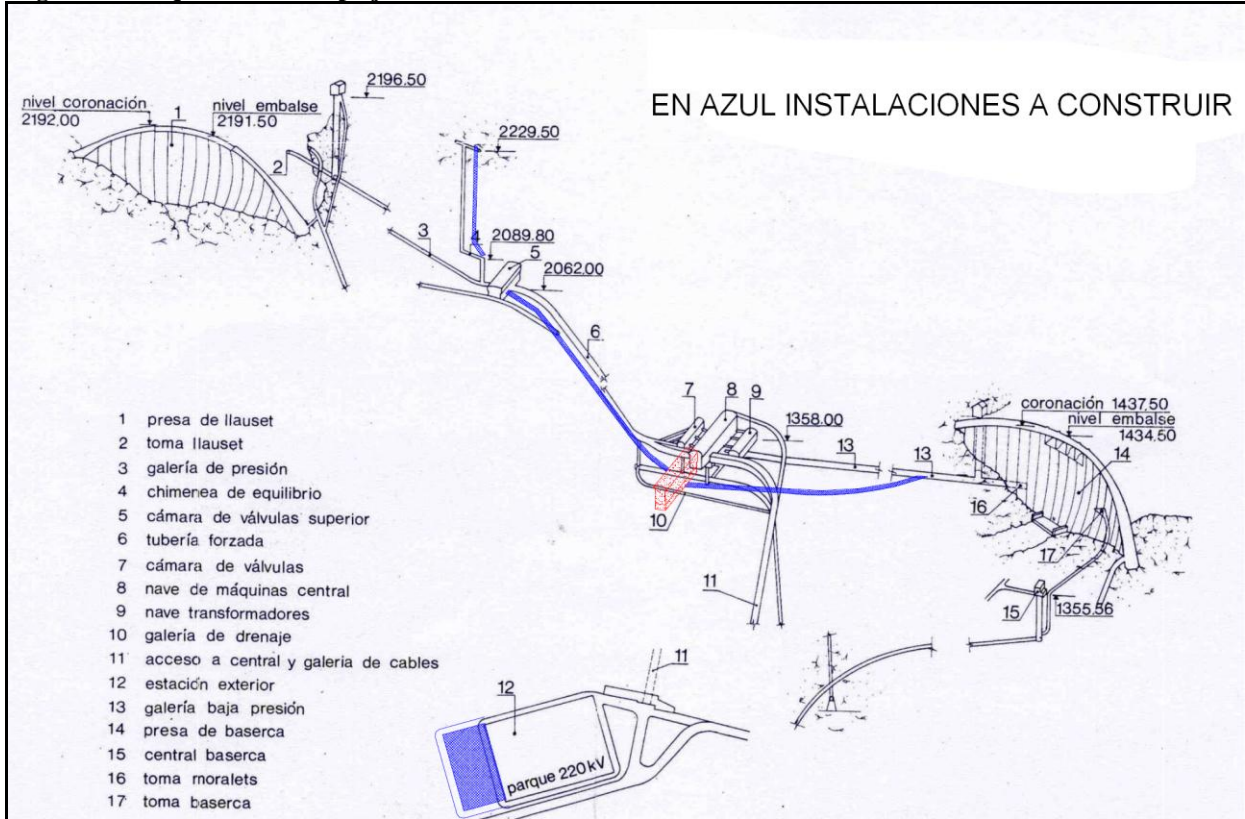 EN AZUL INSTALACIONES A CONSTRUIR
nivel coronación
2192.00
1
nivel embalse
2191.50
2196.50
2
2229.50
3
4
2089.80
5
2062.00
6
7
8
9
1358.00
13
13
coronación 1437.50
nivel embalse
1434.50
14
10
16
17
11
15
1355.56
1 presa de llauset
2 toma llauset
3 galería de presión
4 chimenea de equilibrio
5 cámara de válvulas superior
6 tubería forzada
7 cámara de válvulas
8 nave de máquinas central
9 nave transformadores
10 galería de drenaje
11 acceso a central y galeria de cables
12 estación exterior
13 galería baja presión
14 presa de baserca
15 central baserca
16 toma moralets
17 toma baserca
11
12
parque 220kV